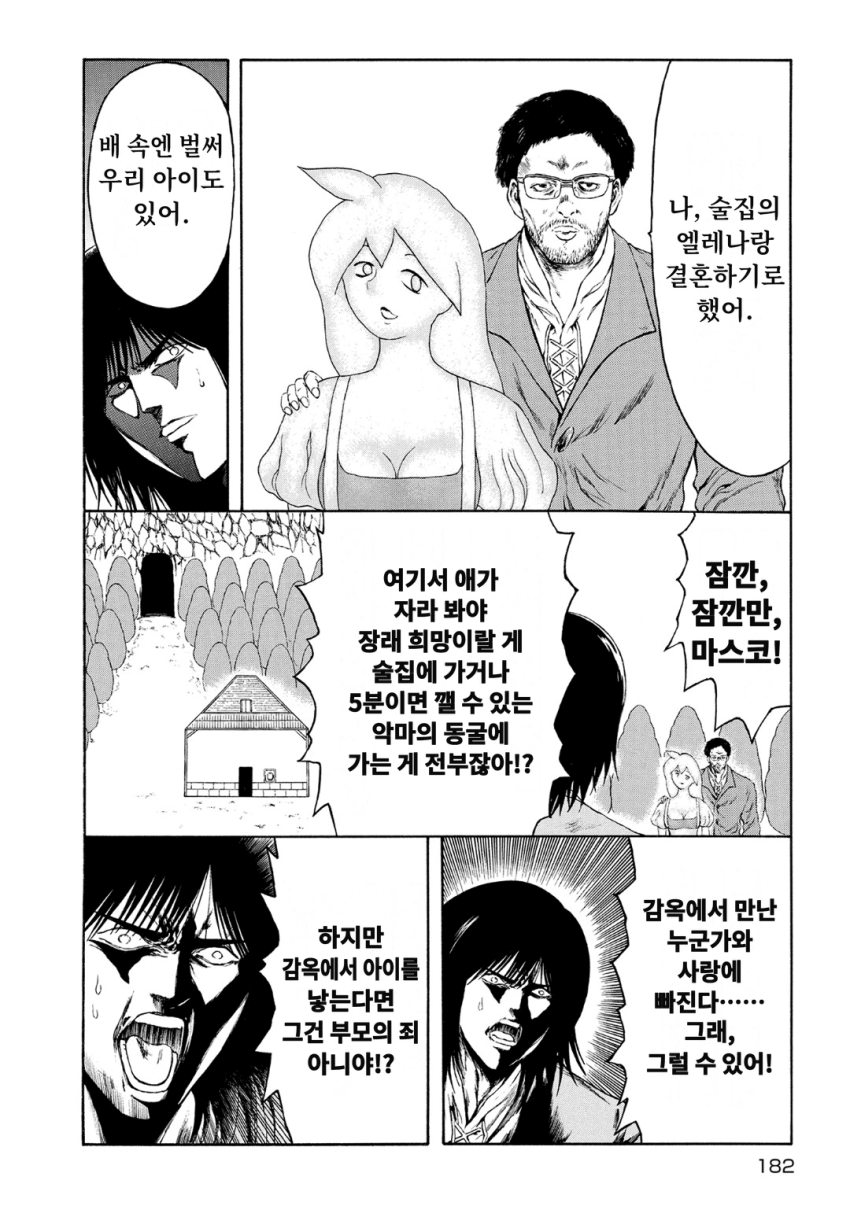 나, 술집의
엘레나랑
결혼하기로
했어.
배 속엔 벌써
우리 아이도
있어.
잠깐,
잠깐만,
마스코!
여기서 애가
자라 봐야
장래 희망이랄 게
술집에 가거나
5분이면 깰 수 있는
악마의 동굴에
가는 게 전부잖아!?
감옥에서 만난
누군가와
사랑에
빠진다……
그래,
그럴 수 있어!
하지만
감옥에서 아이를
낳는다면
그건 부모의 죄
아니야!?
182